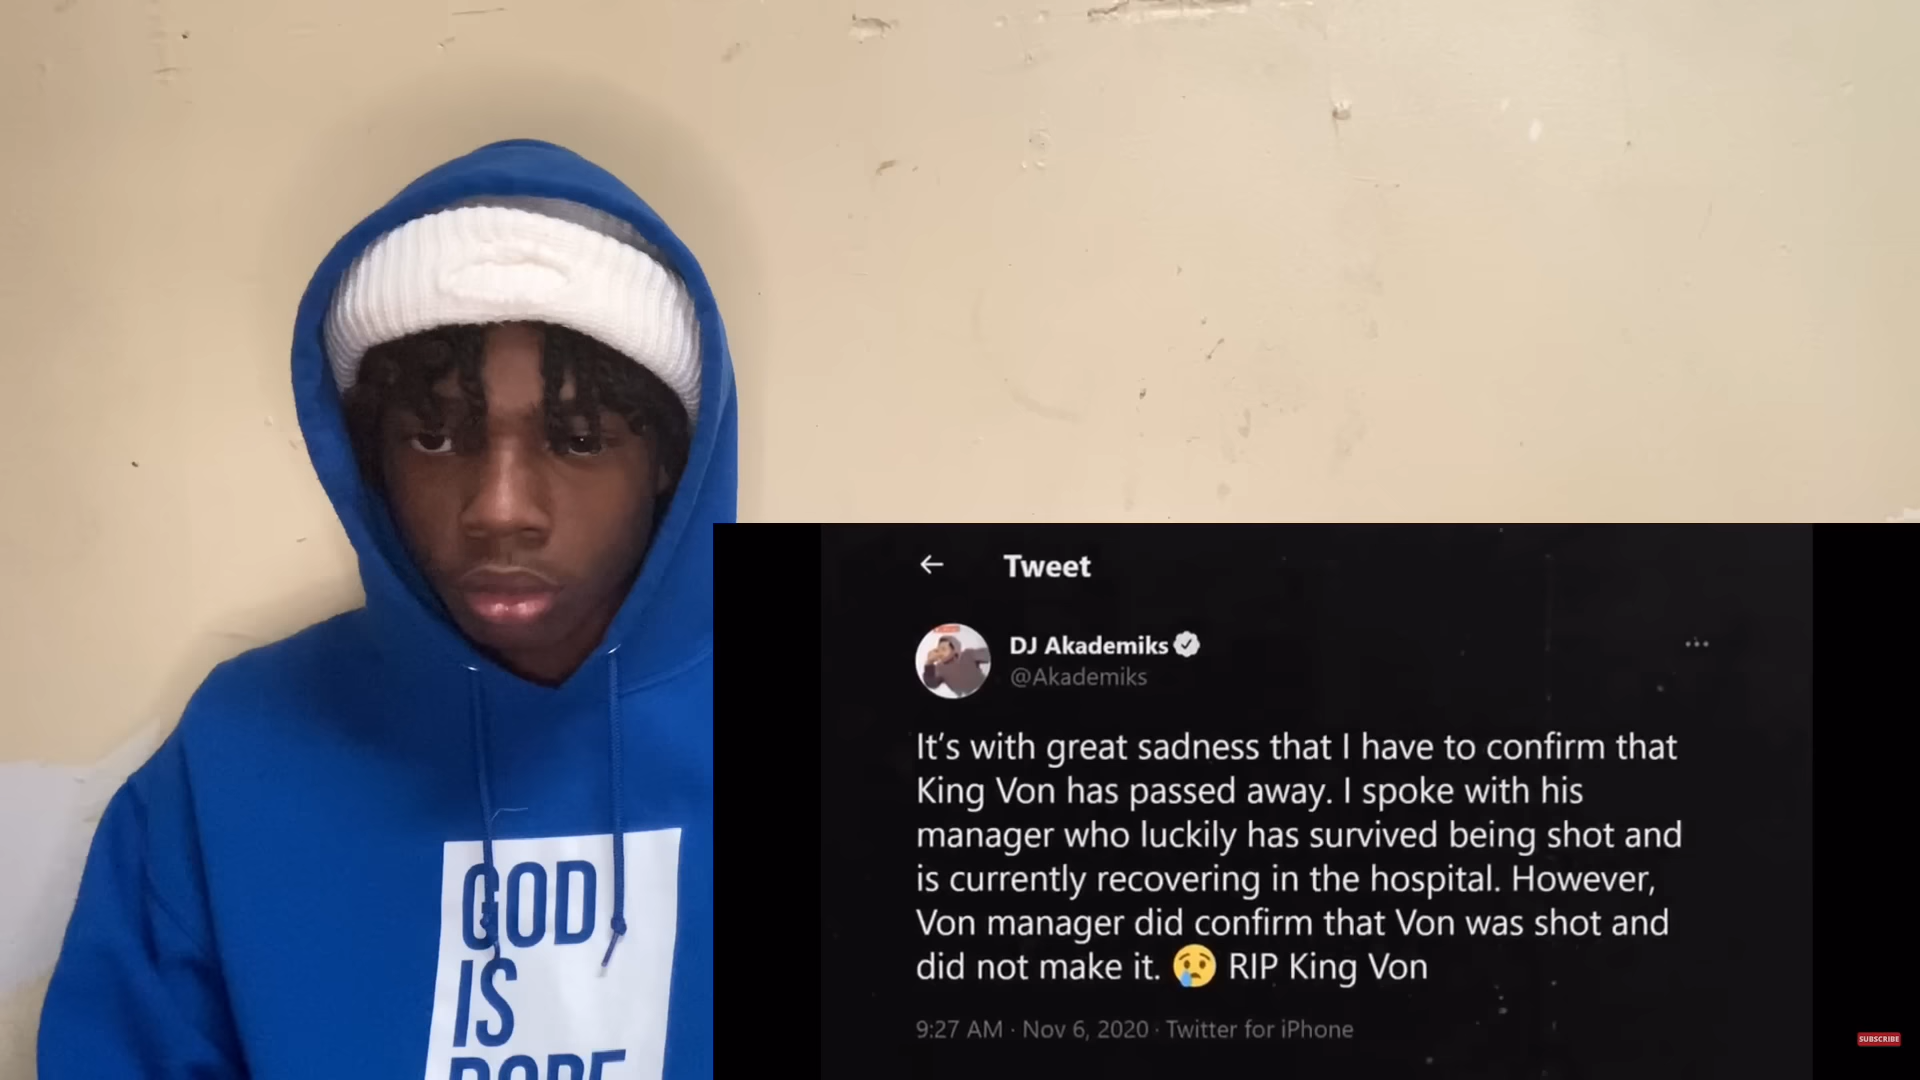 GOD
IS
DOPE
Tweet
DJ Akademiks
@Akademiks
It's with great sadness that I have to confirm that
King Von has passed away. I spoke with his
manager who luckily has survived being shot and
is currently recovering in the hospital. However,
Von manager did confirm that Von was shot and
did not make it. 😢 RIP King Von
9:27 AM · Nov 6, 2020 · Twitter for iPhone
SUBSCRIBE